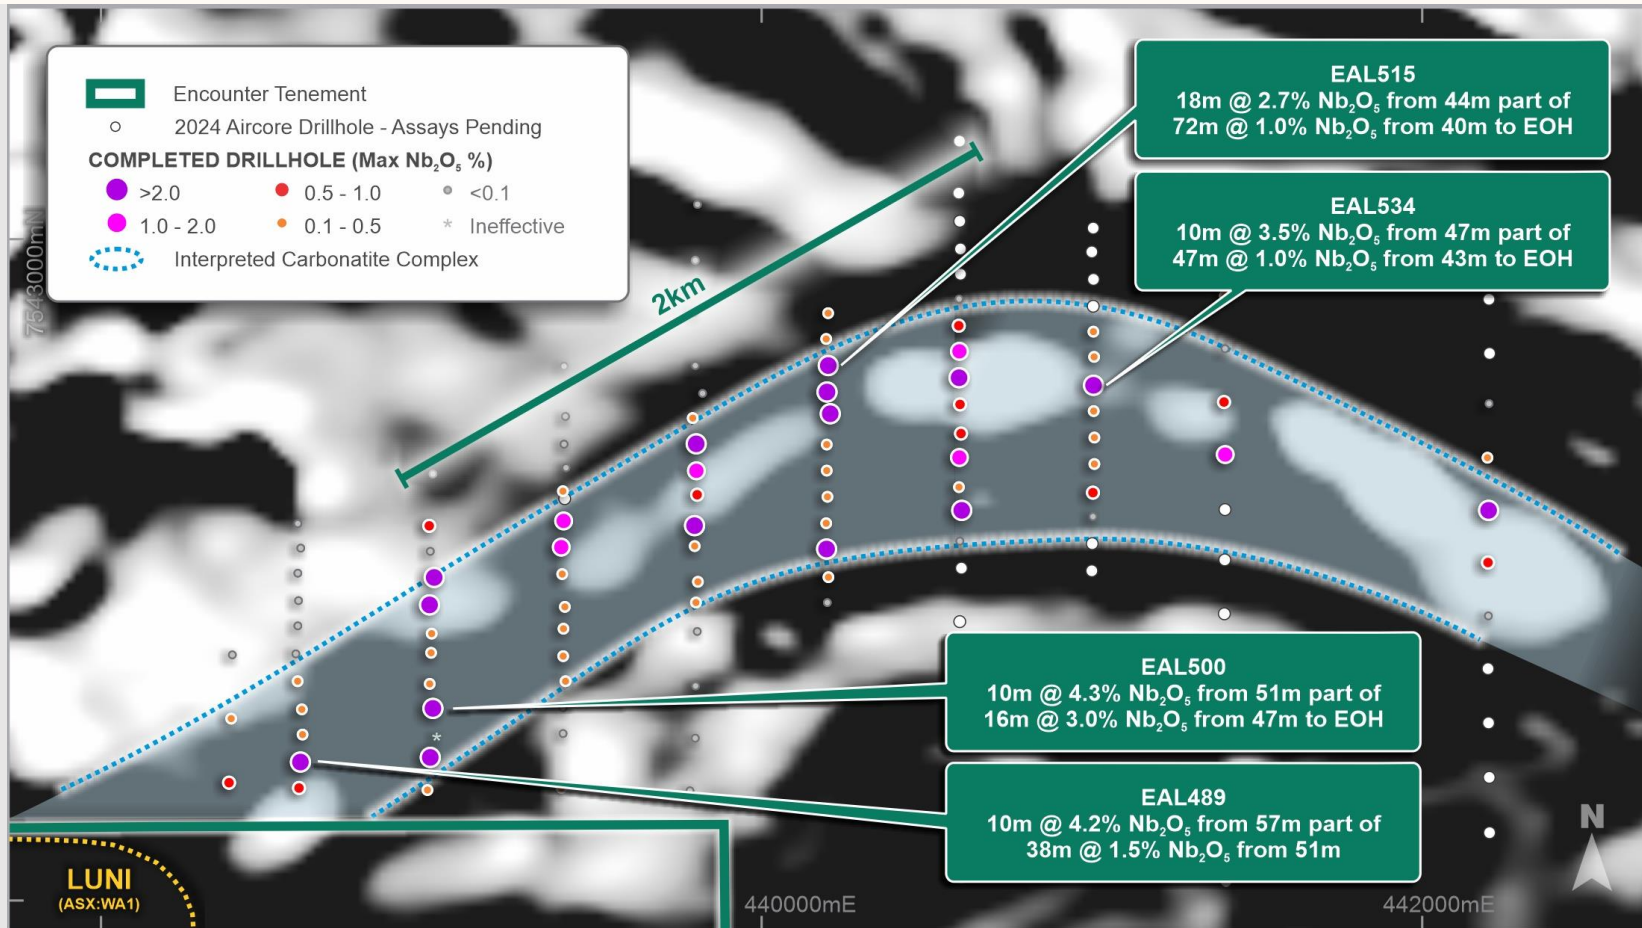 Encounter Tenement
2024 Aircore Drillhole - Assays Pending
COMPLETED DRILLHOLE (Max Nb₂O₅ %)
>2.0
0.5 - 1.0
<0.1
1.0 - 2.0
0.1 - 0.5
* Ineffective
Interpreted Carbonatite Complex
7543000mN
2km
EAL515
18m @ 2.7% Nb₂O₅ from 44m part of
72m @ 1.0% Nb₂O₅ from 40m to EOH
EAL534
10m @ 3.5% Nb₂O₅ from 47m part of
47m @ 1.0% Nb₂O₅ from 43m to EOH
*
EAL500
10m @ 4.3% Nb₂O₅ from 51m part of
16m @ 3.0% Nb₂O₅ from 47m to EOH
EAL489
10m @ 4.2% Nb₂O₅ from 57m part of
38m @ 1.5% Nb₂O₅ from 51m
N
LUNI
(ASX:WA1)
440000mE
442000mE